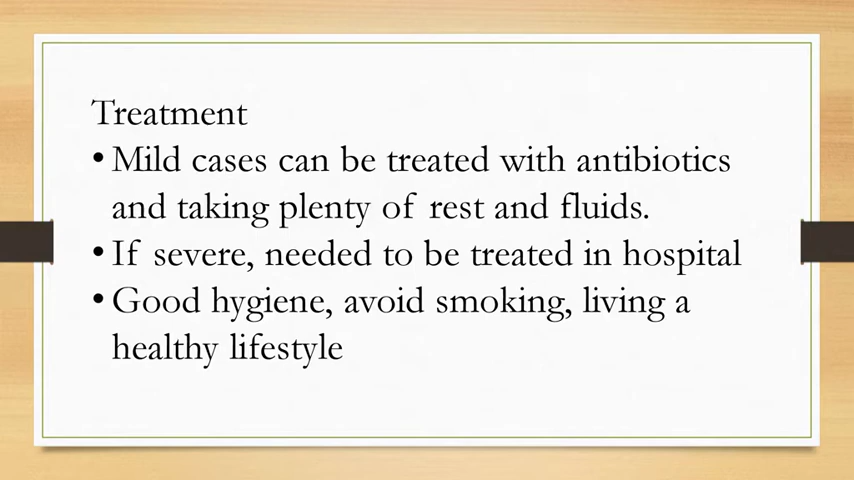 Treatment
• Mild cases can be treated with antibiotics
and taking plenty of rest and fluids.
• If severe, needed to be treated in hospital
• Good hygiene, avoid smoking, living a
healthy lifestyle